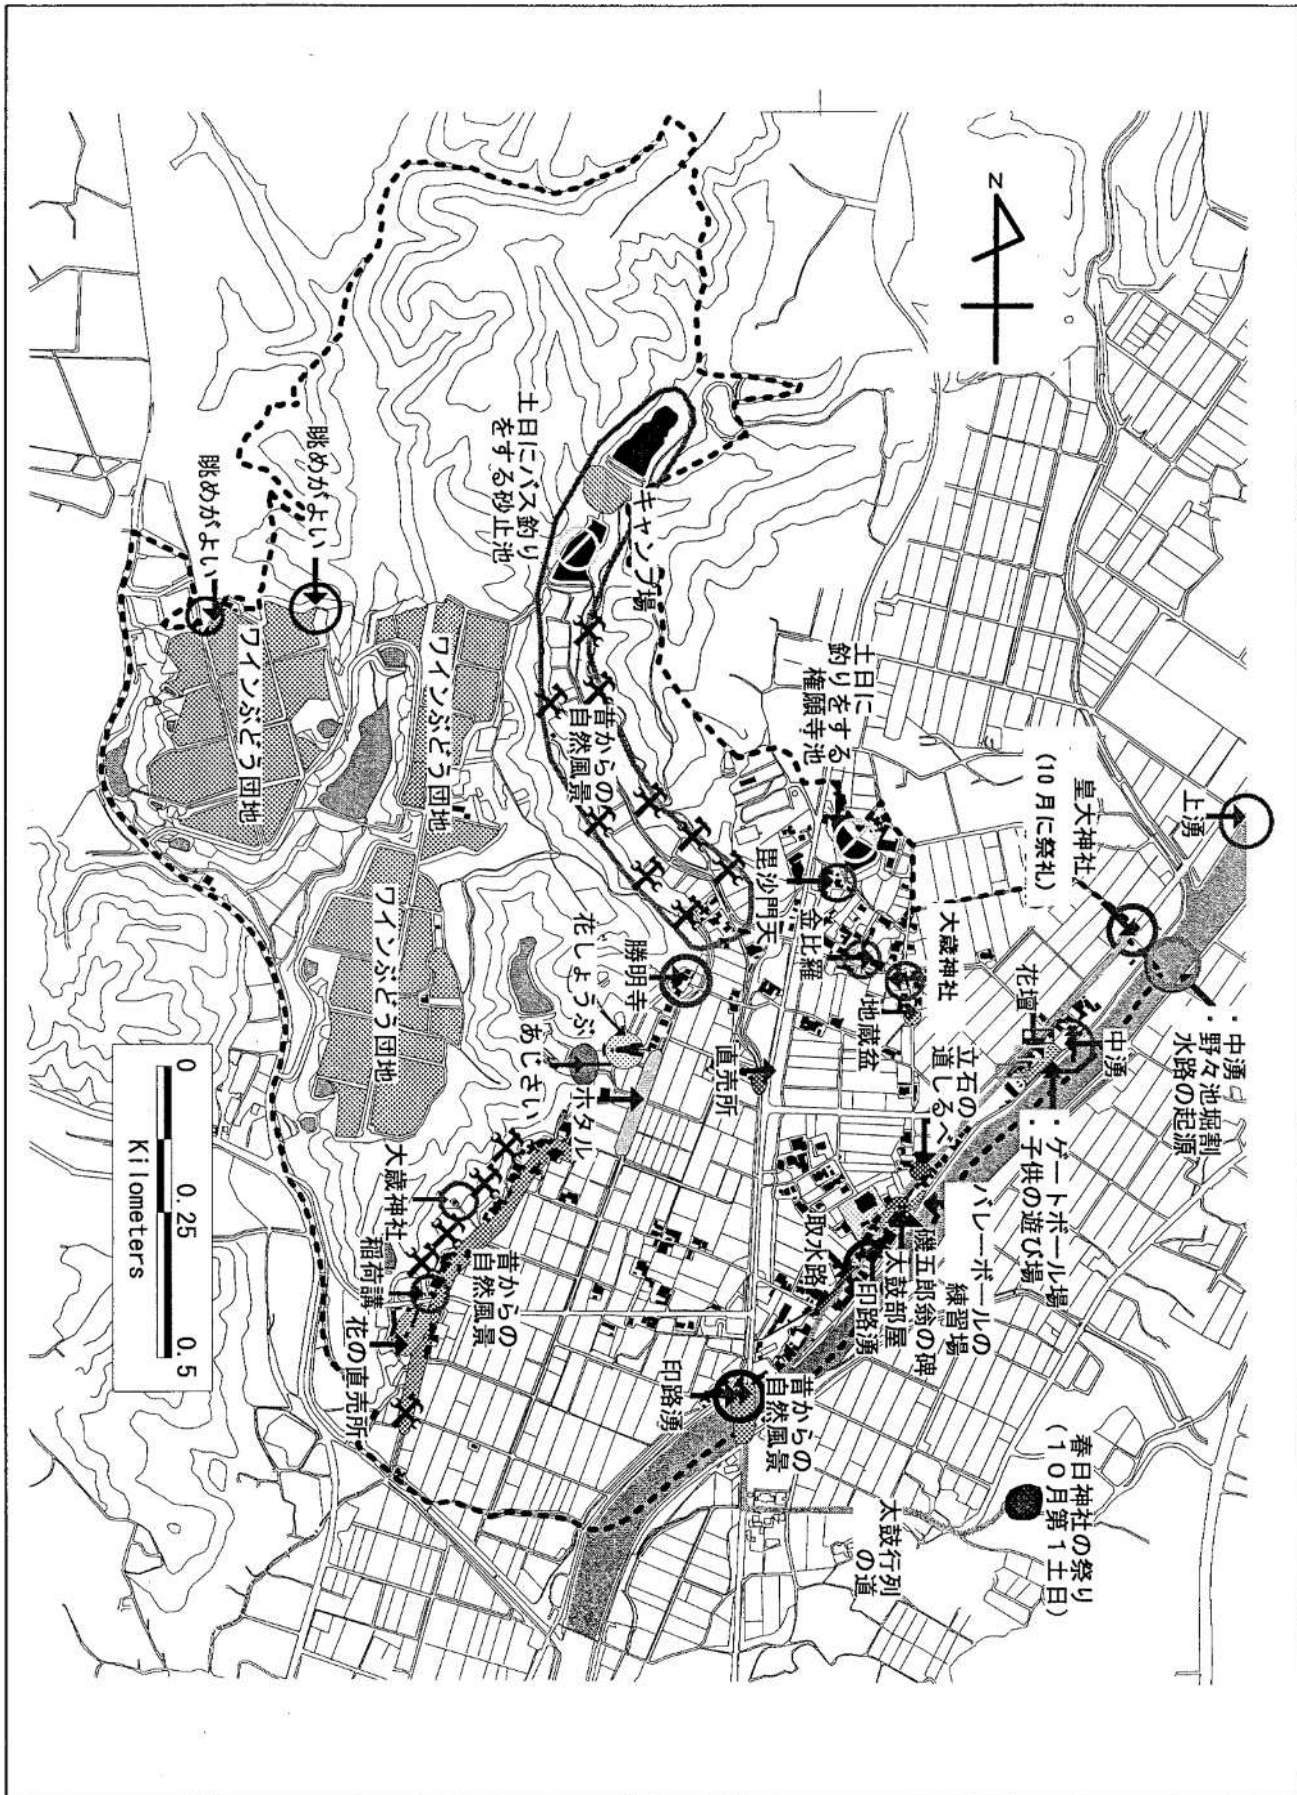 上湧
・中湧
・野々池堀割
水路の起源
皇大神社
(10月に祭礼)
花壇
中湧
・ゲートボール場
・子供の遊び場
バレーボールの
練習場
春日神社の祭り
(10月第1土日)
太鼓行列
の道
土日に
釣りをする
権願寺池
毘沙門天
金比羅
大歳神社
地蔵盆
立石の
道しるべ
磯五郎翁の碑
太鼓部屋
印路湧
取水路
直売所
昔からの
自然風景
印路湧
N
キャンプ場
土日にバス釣り
をする砂止池
昔からの
自然風景
勝明寺
花しょうぶ
あじさい
ホタル
眺めがよい
眺めがよい
ワインぶどう団地
ワインぶどう団地
ワインぶどう団地
大歳神社
稲荷講
昔からの
自然風景
花の直売所
0 0.25 0.5
Kilometers